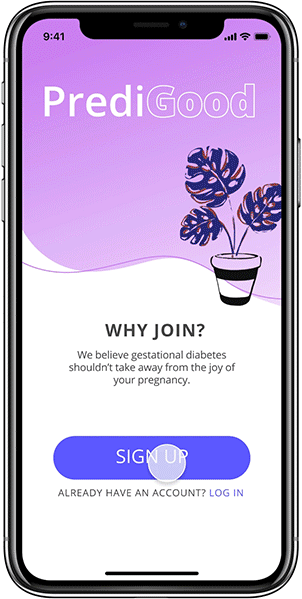 9:41
PrediGood
WHY JOIN?
We believe gestational diabetes
shouldn't take away from the joy of
your pregnancy.
SIGN UP
ALREADY HAVE AN ACCOUNT? LOG IN